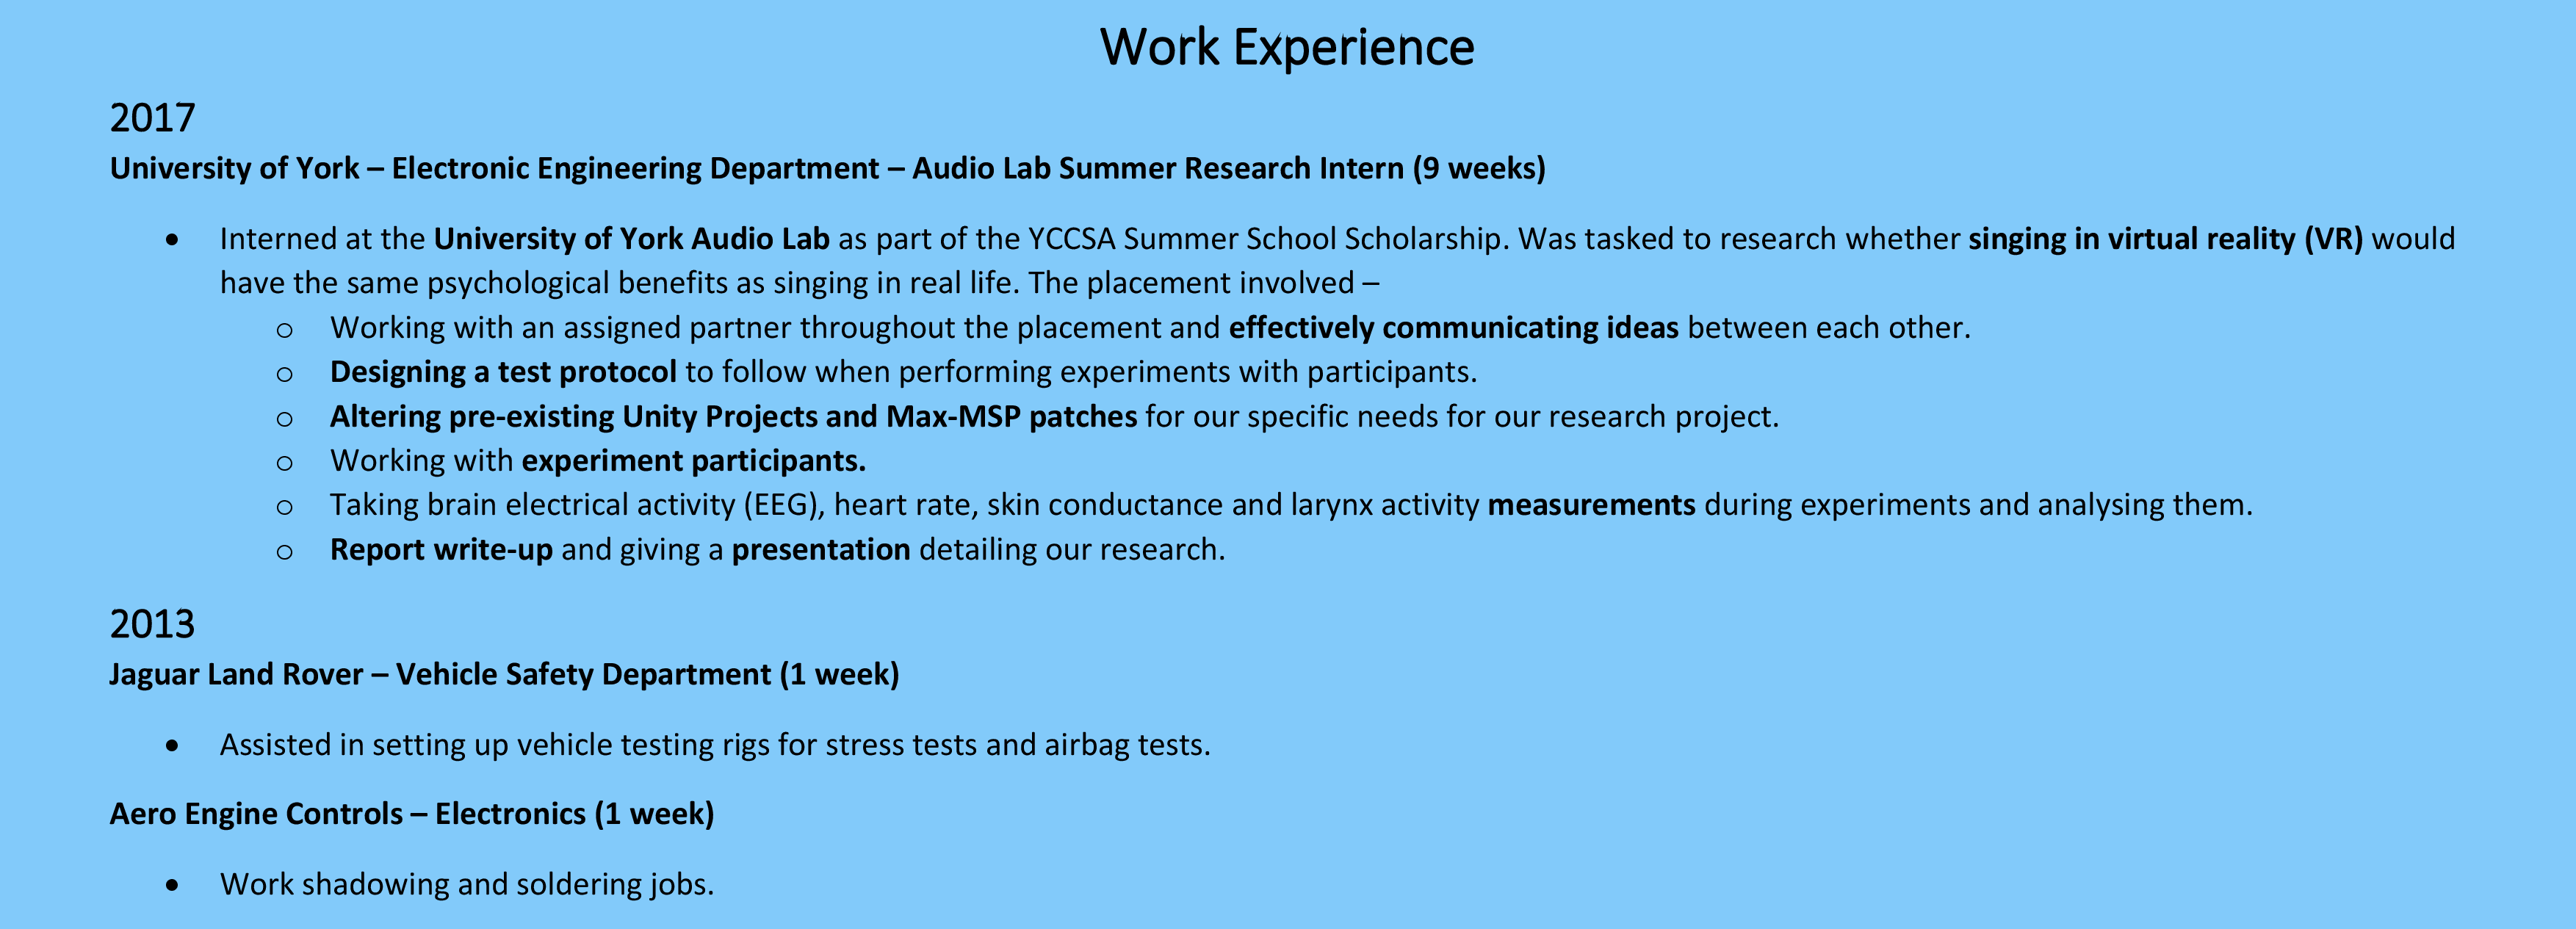 Work Experience
2017
University of York – Electronic Engineering Department – Audio Lab Summer Research Intern (9 weeks)
• Interned at the University of York Audio Lab as part of the YCCSA Summer School Scholarship. Was tasked to research whether singing in virtual reality (VR) would
have the same psychological benefits as singing in real life. The placement involved –
o Working with an assigned partner throughout the placement and effectively communicating ideas between each other.
o Designing a test protocol to follow when performing experiments with participants.
o Altering pre-existing Unity Projects and Max-MSP patches for our specific needs for our research project.
o Working with experiment participants.
o Taking brain electrical activity (EEG), heart rate, skin conductance and larynx activity measurements during experiments and analysing them.
o Report write-up and giving a presentation detailing our research.
2013
Jaguar Land Rover – Vehicle Safety Department (1 week)
• Assisted in setting up vehicle testing rigs for stress tests and airbag tests.
Aero Engine Controls – Electronics (1 week)
• Work shadowing and soldering jobs.